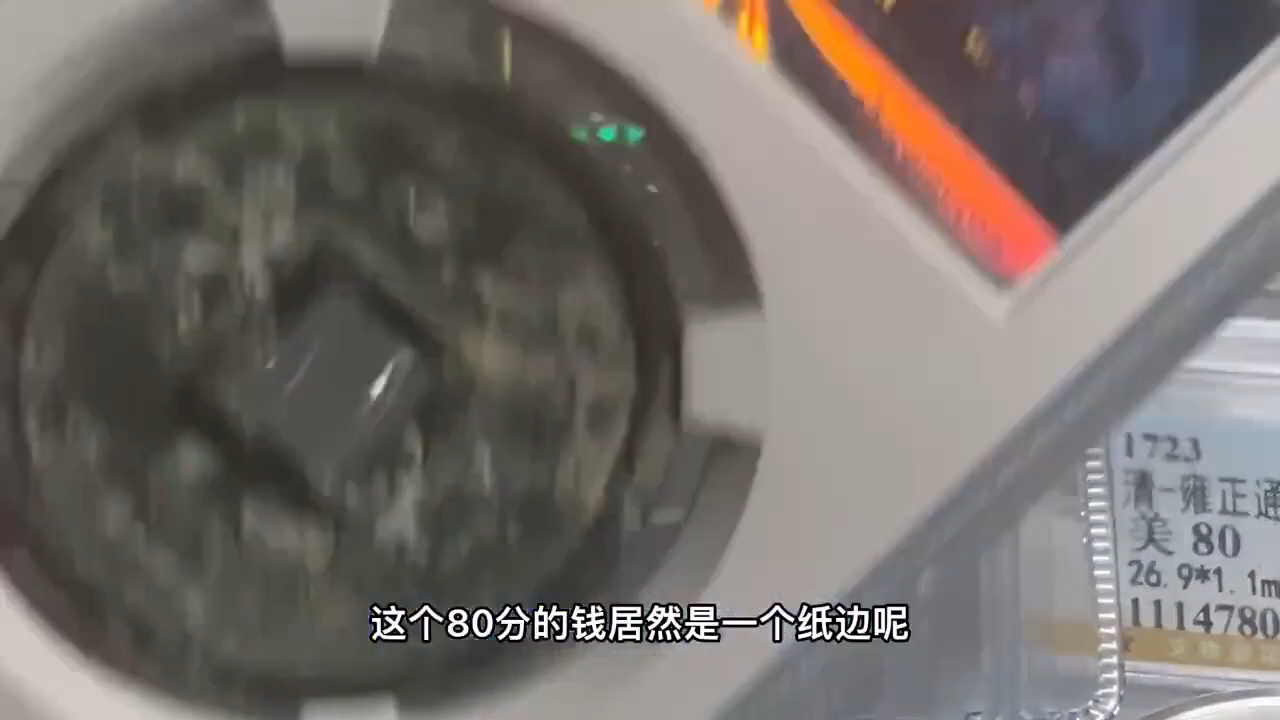 1723
清-雍正通
美 80
26.9*1.1m
1114780
这个80分的钱居然是一个纸边呢